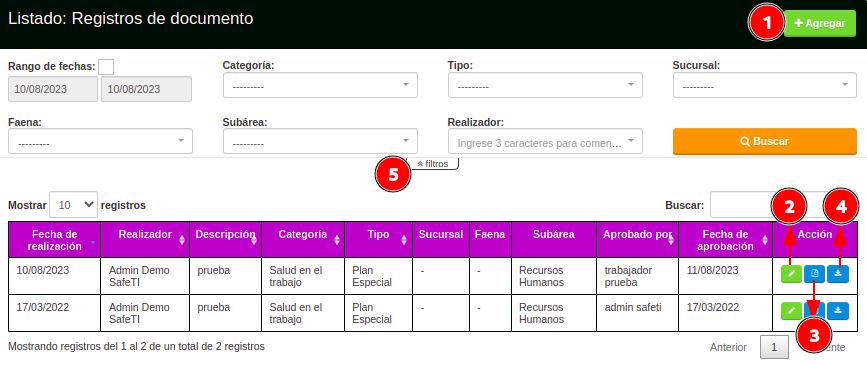 Listado: Registros de documento
1
Agregar
Rango de fechas:
Categoría:
Tipo:
Sucursal:
10/08/2023
10/08/2023
---------
---------
---------
Faena:
Subárea:
Realizador:
---------
---------
Ingrese 3 caracteres para comen...
Buscar
5
filtros
Mostrar 10 registros
Buscar:
2
4
Fecha de realización
Realizador
Descripción
Categoría
Tipo
Sucursal
Faena
Subárea
Aprobado por
Fecha de aprobación
Acción
10/08/2023
Admin Demo SafeTI
prueba
Salud en el trabajo
Plan Especial
-
-
Recursos Humanos
trabajador prueba
11/08/2023
17/03/2022
Admin Demo SafeTI
prueba
Salud en el trabajo
Plan Especial
-
-
Recursos Humanos
admin safeti
17/03/2022
3
Mostrando registros del 1 al 2 de un total de 2 registros
Anterior
1
ente